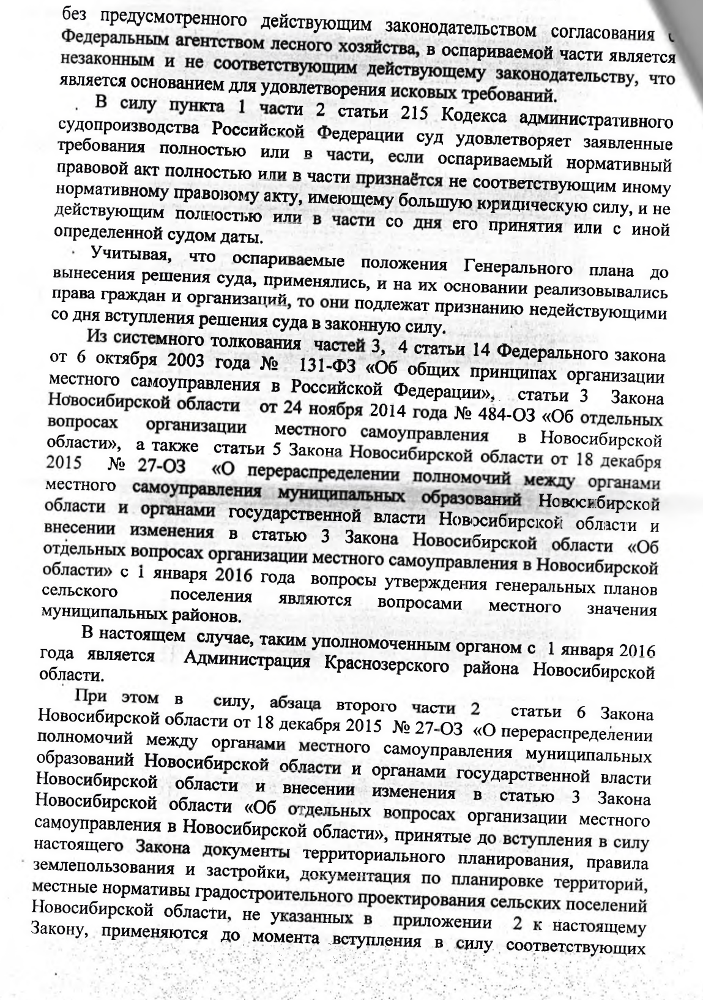 без предусмотренного действующим законодательством согласования с
Федеральным агентством лесного хозяйства, в оспариваемой части является
незаконным и не соответствующим действующему законодательству, что
является основанием для удовлетворения исковых требований.
В силу пункта 1 части 2 статьи 215 Кодекса административного
судопроизводства Российской Федерации суд удовлетворяет заявленные
требования полностью или в части, если оспариваемый нормативный
правовой акт полностью или в части признаётся не соответствующим иному
нормативному правовому акту, имеющему большую юридическую силу, и не
действующим полностью или в части со дня его принятия или с иной
определенной судом даты.
Учитывая, что оспариваемые положения Генерального плана до
вынесения решения суда, применялись, и на их основании реализовывались
права граждан и организаций, то они подлежат признанию недействующими
со дня вступления решения суда в законную силу.
Из системного толкования частей 3, 4 статьи 14 Федерального закона
от 6 октября 2003 года № 131-ФЗ «Об общих принципах организации
местного самоуправления в Российской Федерации», статьи 3 Закона
Новосибирской области от 24 ноября 2014 года № 484-ОЗ «Об отдельных
вопросах организации местного самоуправления в Новосибирской
области», а также статьи 5 Закона Новосибирской области от 18 декабря
2015 № 27-ОЗ «О перераспределении полномочий между органами
местного самоуправления муниципальных образований Новосибирской
области и органами государственной власти Новосибирской области и
внесении изменения в статью 3 Закона Новосибирской области «Об
отдельных вопросах организации местного самоуправления в Новосибирской
области» с 1 января 2016 года вопросы утверждения генеральных планов
сельского поселения являются вопросами местного значения
муниципальных районов.
В настоящем случае, таким уполномоченным органом с 1 января 2016
года является Администрация Краснозерского района Новосибирской
области.
При этом в силу, абзаца второго части 2 статьи 6 Закона
Новосибирской области от 18 декабря 2015 № 27-ОЗ «О перераспределении
полномочий между органами местного самоуправления муниципальных
образований Новосибирской области и органами государственной власти
Новосибирской области и внесении изменения в статью 3 Закона
Новосибирской области «Об отдельных вопросах организации местного
самоуправления в Новосибирской области», принятые до вступления в силу
настоящего Закона документы территориального планирования, правила
землепользования и застройки, документация по планировке территорий,
местные нормативы градостроительного проектирования сельских поселений
Новосибирской области, не указанных в приложении 2 к настоящему
Закону, применяются до момента вступления в силу соответствующих